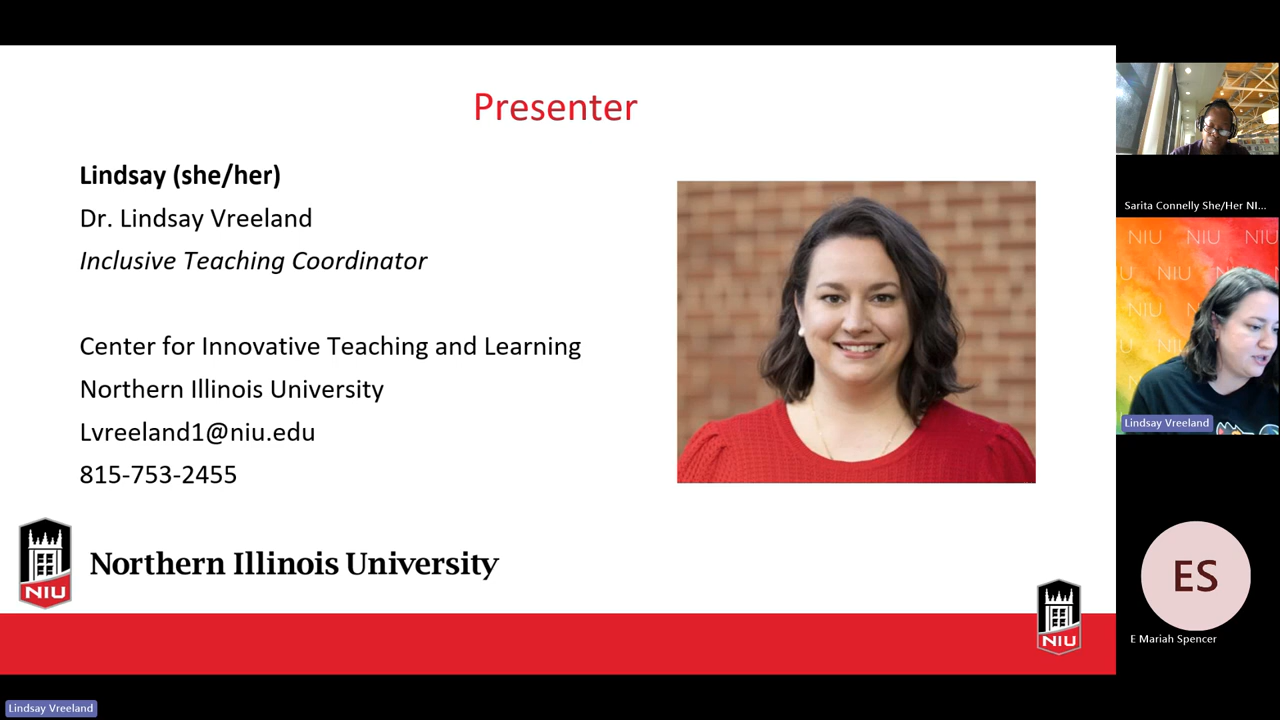 Presenter
Lindsay (she/her)
Dr. Lindsay Vreeland
Inclusive Teaching Coordinator
Center for Innovative Teaching and Learning
Northern Illinois University
Lvreeland1@niu.edu
815-753-2455
NIU
Northern Illinois University
NIU
Sarita Connelly She/Her NI...
NIU NIU NIU
NIU
NIU
Lindsay Vreeland
ES
E Mariah Spencer
Lindsay Vreeland